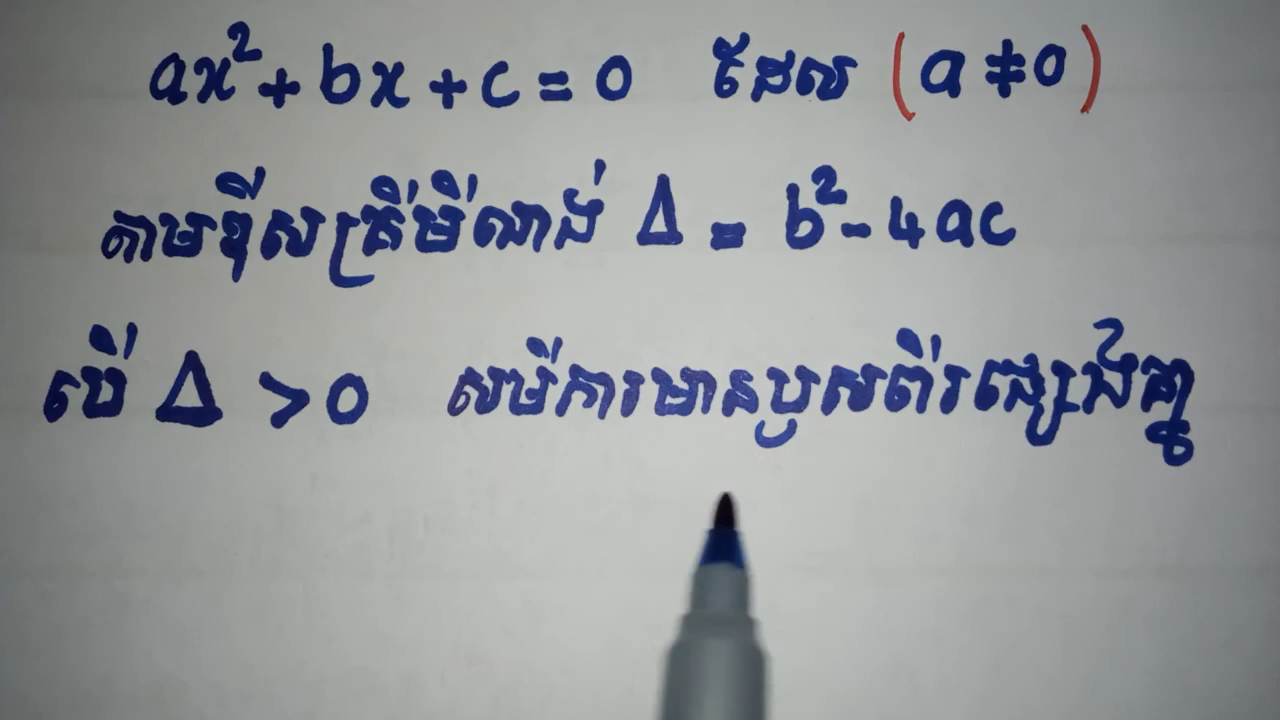 ax² + bx + c = 0 ដែល (a ≠ 0)
តាមឌីសគ្រីមីណង់ Δ = b² - 4ac
បើ Δ > 0 សមីការមានឫសពីរផ្សេងគ្នា